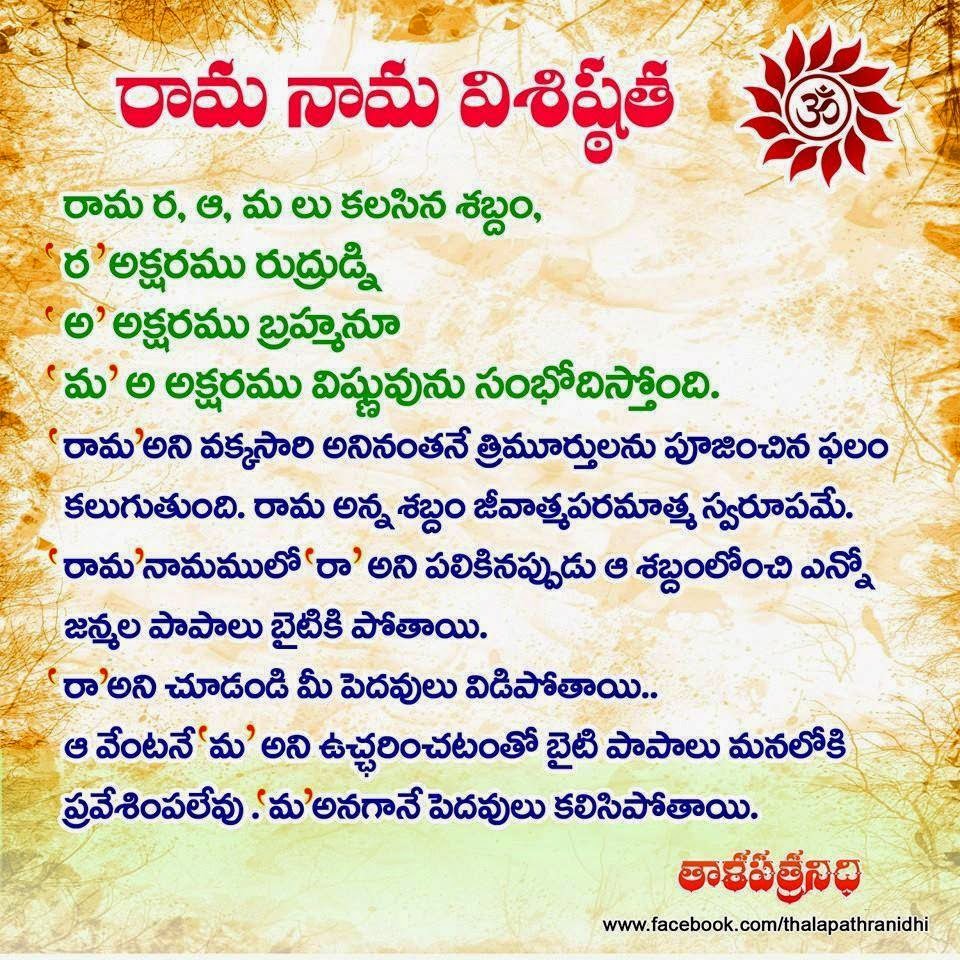 రామ నామ విశిష్ఠత
ॐ
రామ ర, ఆ, మ లు కలసిన శబ్దం,
‘ర’ అక్షరము రుద్రుడ్ని
‘అ’ అక్షరము బ్రహ్మనూ
‘మ’ అ అక్షరము విష్ణువును సంభోదిస్తోంది.
‘రామ’అని వక్కసారి అనినంతనే త్రిమూర్తులను పూజించిన ఫలం
కలుగుతుంది. రామ అన్న శబ్దం జీవాత్మపరమాత్మ స్వరూపమే.
‘రామ’నామములో ‘రా’ అని పలికినప్పుడు ఆ శబ్దంలోంచి ఎన్నో
జన్మల పాపాలు బైటికి పోతాయి.
‘రా’అని చూడండి మీ పెదవులు విడిపోతాయి..
ఆ వేంటనే ‘మ’ అని ఉచ్ఛరించటంతో బైటి పాపాలు మనలోకి
ప్రవేశింపలేవు . ‘మ’అనగానే పెదవులు కలిసిపోతాయి.
తాళపత్రనిధి
www.facebook.com/thalapathranidhi